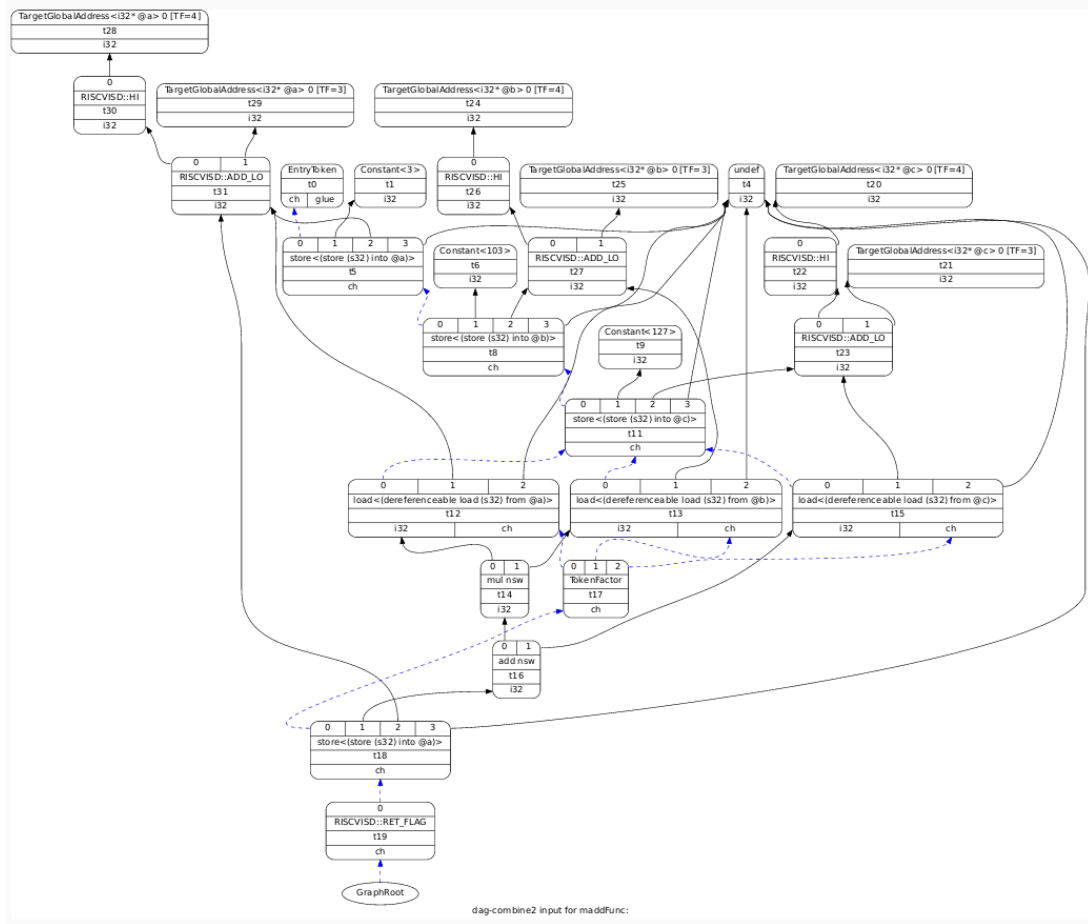 TargetGlobalAddress<i32* @a> 0 [TF=4]
t28
i32
0
RISCVISD::HI
t30
i32
TargetGlobalAddress<i32* @a> 0 [TF=3]
t29
i32
TargetGlobalAddress<i32* @b> 0 [TF=4]
t24
i32
0 1
RISCVISD::ADD_LO
t31
i32
EntryToken
t0
ch glue
Constant<3>
t1
i32
0
RISCVISD::HI
t26
i32
TargetGlobalAddress<i32* @b> 0 [TF=3]
t25
i32
undef
t4
i32
TargetGlobalAddress<i32* @c> 0 [TF=4]
t20
i32
0 1 2 3
store<(store (s32) into @a)>
t5
ch
Constant<103>
t6
i32
0 1
RISCVISD::ADD_LO
t27
i32
0
RISCVISD::HI
t22
i32
TargetGlobalAddress<i32* @c> 0 [TF=3]
t21
i32
0 1 2 3
store<(store (s32) into @b)>
t8
ch
Constant<127>
t9
i32
0 1
RISCVISD::ADD_LO
t23
i32
0 1 2 3
store<(store (s32) into @c)>
t11
ch
0 1 2
load<(dereferenceable load (s32) from @a)>
t12
i32 ch
0 1 2
load<(dereferenceable load (s32) from @b)>
t13
i32 ch
0 1 2
load<(dereferenceable load (s32) from @c)>
t15
i32 ch
0 1
mul nsw
t14
i32
0 1 2
TokenFactor
t17
ch
0 1
add nsw
t16
i32
0 1 2 3
store<(store (s32) into @a)>
t18
ch
0
RISCVISD::RET_FLAG
t19
ch
GraphRoot
dag-combine2 input for maddFunc: